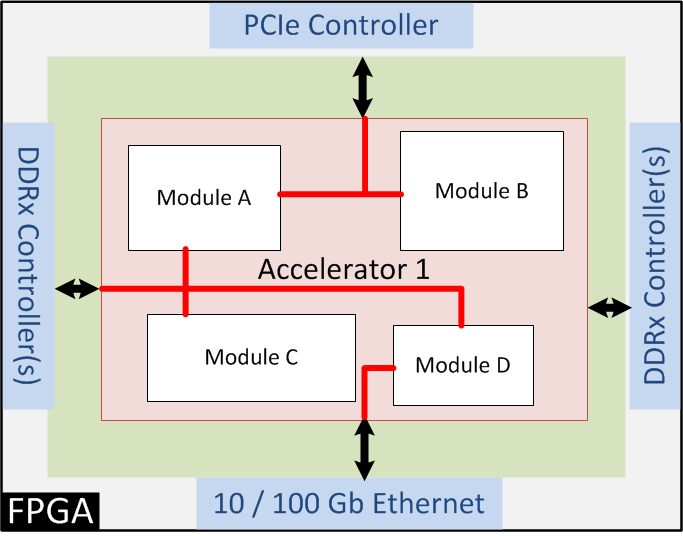 PCIe Controller
DDRx Controller(s)
Module A
Module B
DDRx Controller(s)
Accelerator 1
Module C
Module D
10 / 100 Gb Ethernet
FPGA